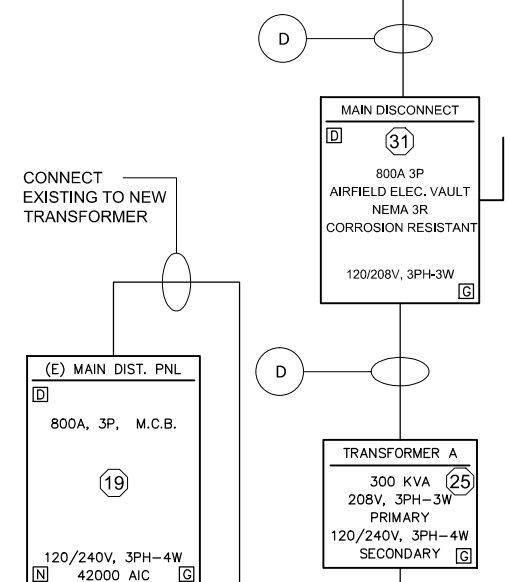 D
MAIN DISCONNECT
D
31
800A 3P
AIRFIELD ELEC. VAULT
NEMA 3R
CORROSION RESISTANT
120/208V, 3PH-3W
G
CONNECT
EXISTING TO NEW
TRANSFORMER
(E) MAIN DIST. PNL
D
800A, 3P, M.C.B.
19
120/240V, 3PH-4W
N 42000 AIC G
D
TRANSFORMER A
300 KVA 25
208V, 3PH-3W
PRIMARY
120/240V, 3PH-4W
SECONDARY G